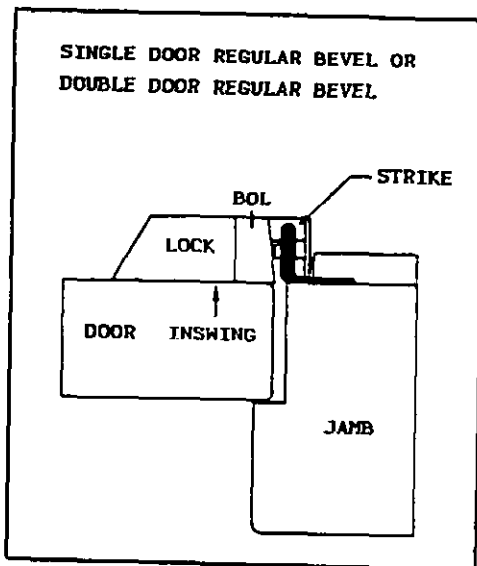 SINGLE DOOR REGULAR BEVEL OR
DOUBLE DOOR REGULAR BEVEL
STRIKE
BOL
LOCK
DOOR INSWING
JAMB